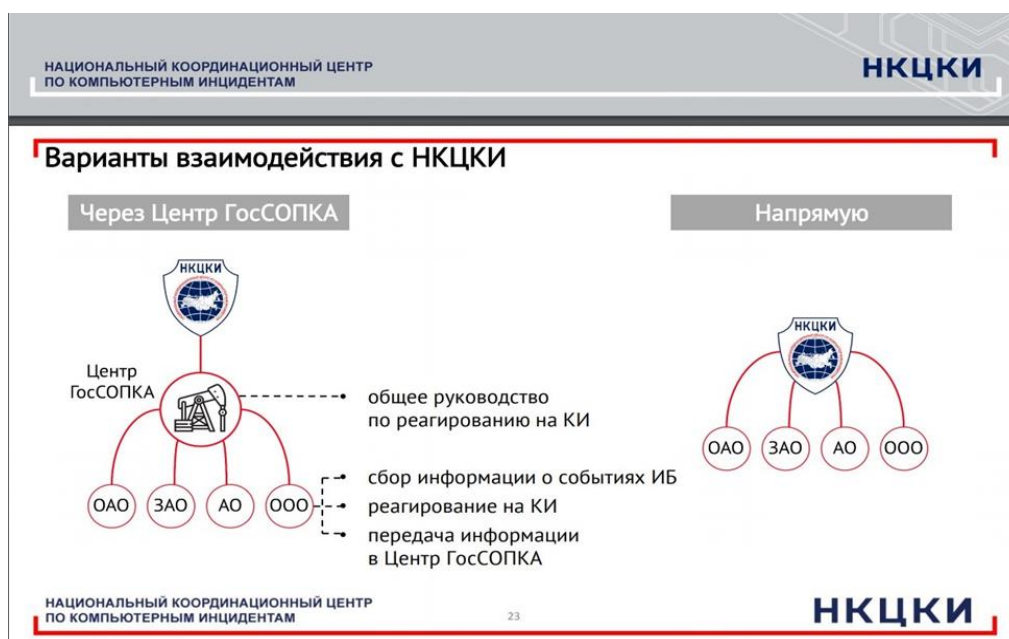 НАЦИОНАЛЬНЫЙ КООРДИНАЦИОННЫЙ ЦЕНТР
ПО КОМПЬЮТЕРНЫМ ИНЦИДЕНТАМ
НКЦКИ
Варианты взаимодействия с НКЦКИ
Через Центр ГосСОПКА
НКЦКИ
Центр
ГосСОПКА
общее руководство
по реагированию на КИ
ОАО
ЗАО
АО
ООО
сбор информации о событиях ИБ
реагирование на КИ
передача информации
в Центр ГосСОПКА
Напрямую
НКЦКИ
ОАО
ЗАО
АО
ООО
НАЦИОНАЛЬНЫЙ КООРДИНАЦИОННЫЙ ЦЕНТР
ПО КОМПЬЮТЕРНЫМ ИНЦИДЕНТАМ
23
НКЦКИ